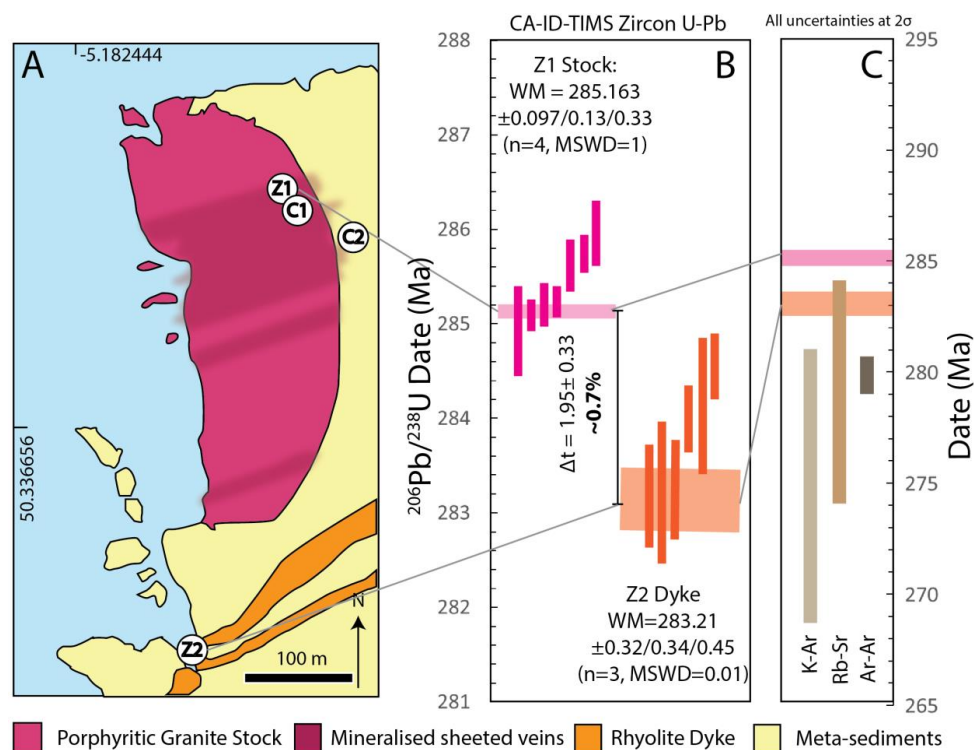 CA-ID-TIMS Zircon U-Pb
All uncertainties at 2σ
A
-5.182444
50.336656
Z1
C1
C2
Z2
N
100 m
B
288
287
286
285
284
283
282
281
²⁰⁶Pb/²³⁸U Date (Ma)
Z1 Stock:
WM = 285.163
±0.097/0.13/0.33
(n=4, MSWD=1)
Δt = 1.95± 0.33
~0.7%
Z2 Dyke
WM=283.21
±0.32/0.34/0.45
(n=3, MSWD=0.01)
C
295
290
285
280
275
270
265
Date (Ma)
K-Ar
Rb-Sr
Ar-Ar
Porphyritic Granite Stock
Mineralised sheeted veins
Rhyolite Dyke
Meta-sediments